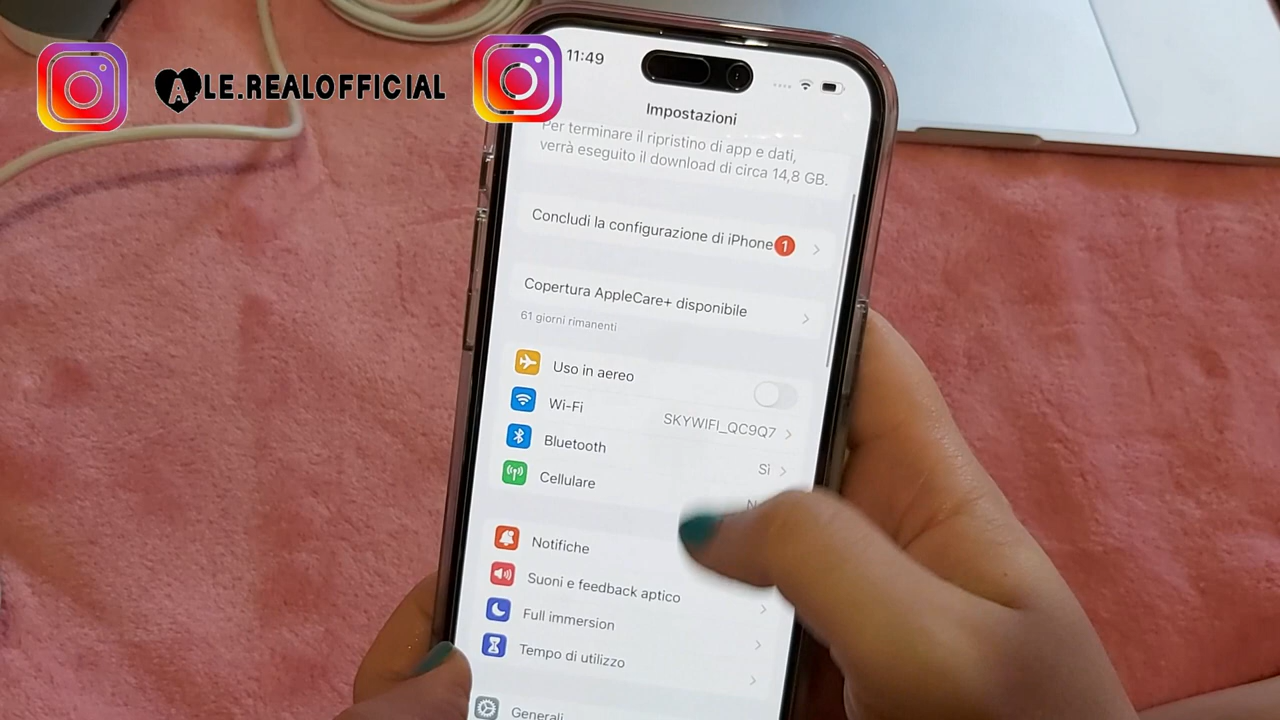 ALE.REALOFFICIAL
11:49
Impostazioni
Per terminare il ripristino di app e dati,
verrà eseguito il download di circa 14,8 GB.
Concludi la configurazione di iPhone 1
Copertura AppleCare+ disponibile
61 giorni rimanenti
Uso in aereo
Wi-Fi SKYWIFI_QC9Q7
Bluetooth Sì
Cellulare
Notifiche
Suoni e feedback aptico
Full immersion
Tempo di utilizzo
Generali